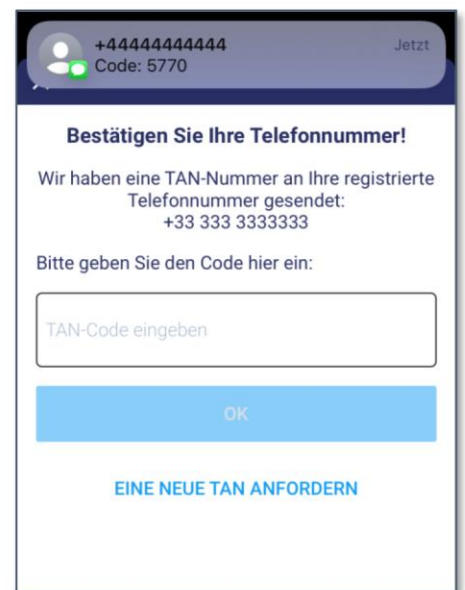 +44444444444 Jetzt
Code: 5770
Bestätigen Sie Ihre Telefonnummer!
Wir haben eine TAN-Nummer an Ihre registrierte
Telefonnummer gesendet:
+33 333 3333333
Bitte geben Sie den Code hier ein:
TAN-Code eingeben
OK
EINE NEUE TAN ANFORDERN